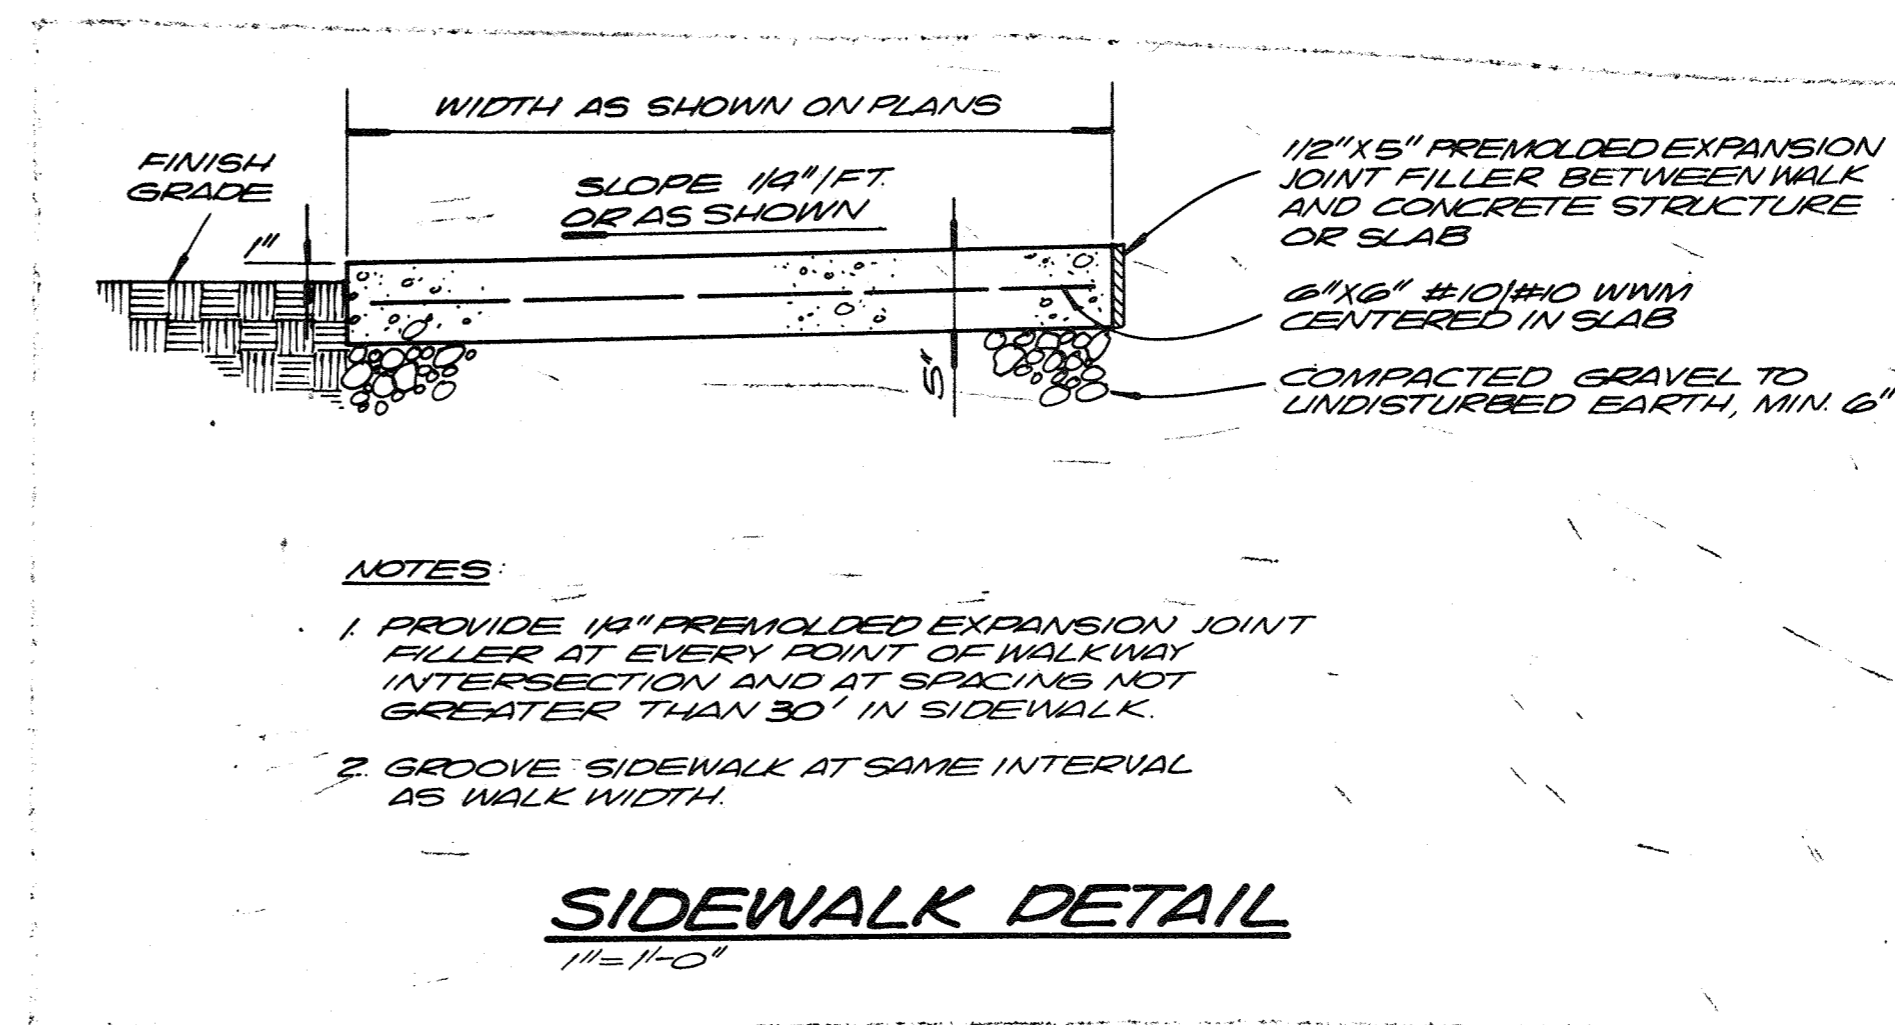 WIDTH AS SHOWN ON PLANS
FINISH
GRADE
1"
SLOPE 1/4"/FT.
OR AS SHOWN
5"
1/2"X5" PREMOLDED EXPANSION
JOINT FILLER BETWEEN WALK
AND CONCRETE STRUCTURE
OR SLAB
6"X6" #10/#10 WWM
CENTERED IN SLAB
COMPACTED GRAVEL TO
UNDISTURBED EARTH, MIN. 6"
NOTES:
1. PROVIDE 1/4" PREMOLDED EXPANSION JOINT
FILLER AT EVERY POINT OF WALKWAY
INTERSECTION AND AT SPACING NOT
GREATER THAN 30' IN SIDEWALK.
2. GROOVE SIDEWALK AT SAME INTERVAL
AS WALK WIDTH.
SIDEWALK DETAIL
1"=1'-0"